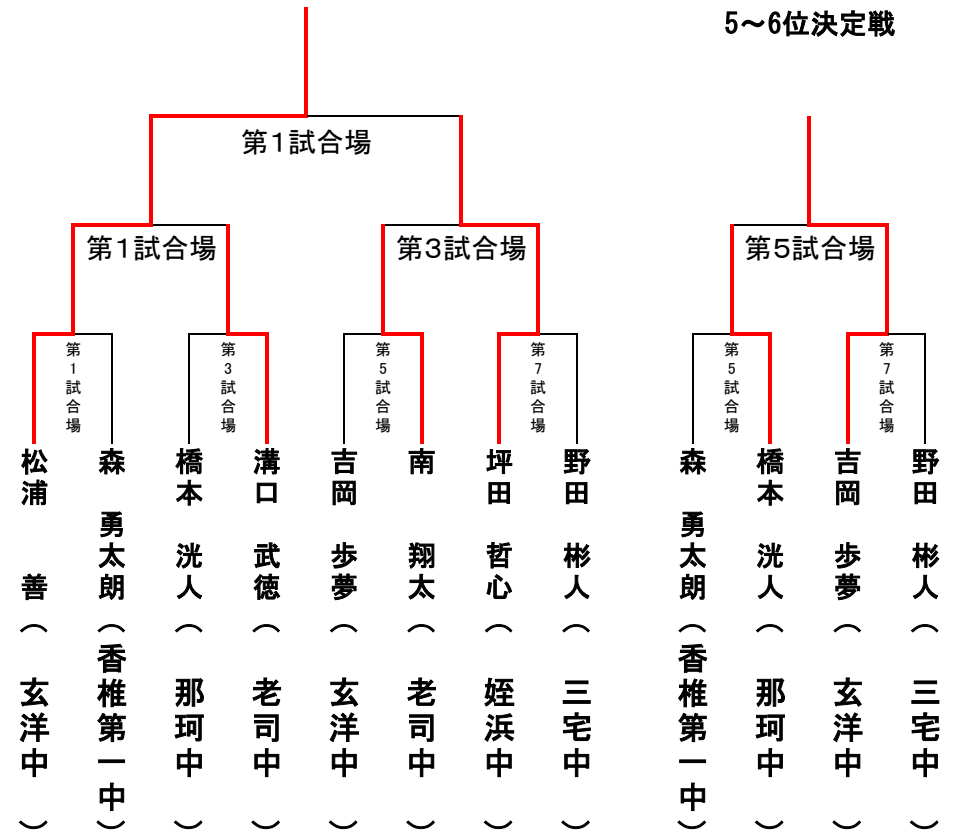 5～6位決定戦
第1試合場
第1試合場
第3試合場
第5試合場
第1試合場
第3試合場
第5試合場
第7試合場
第5試合場
第7試合場
松浦　善（玄洋中）
森　勇太朗（香椎第一中）
橋本　洸人（那珂中）
溝口　武徳（老司中）
吉岡　歩夢（玄洋中）
南　翔太（老司中）
坪田　哲心（姪浜中）
野田　彬人（三宅中）
森　勇太朗（香椎第一中）
橋本　洸人（那珂中）
吉岡　歩夢（玄洋中）
野田　彬人（三宅中）